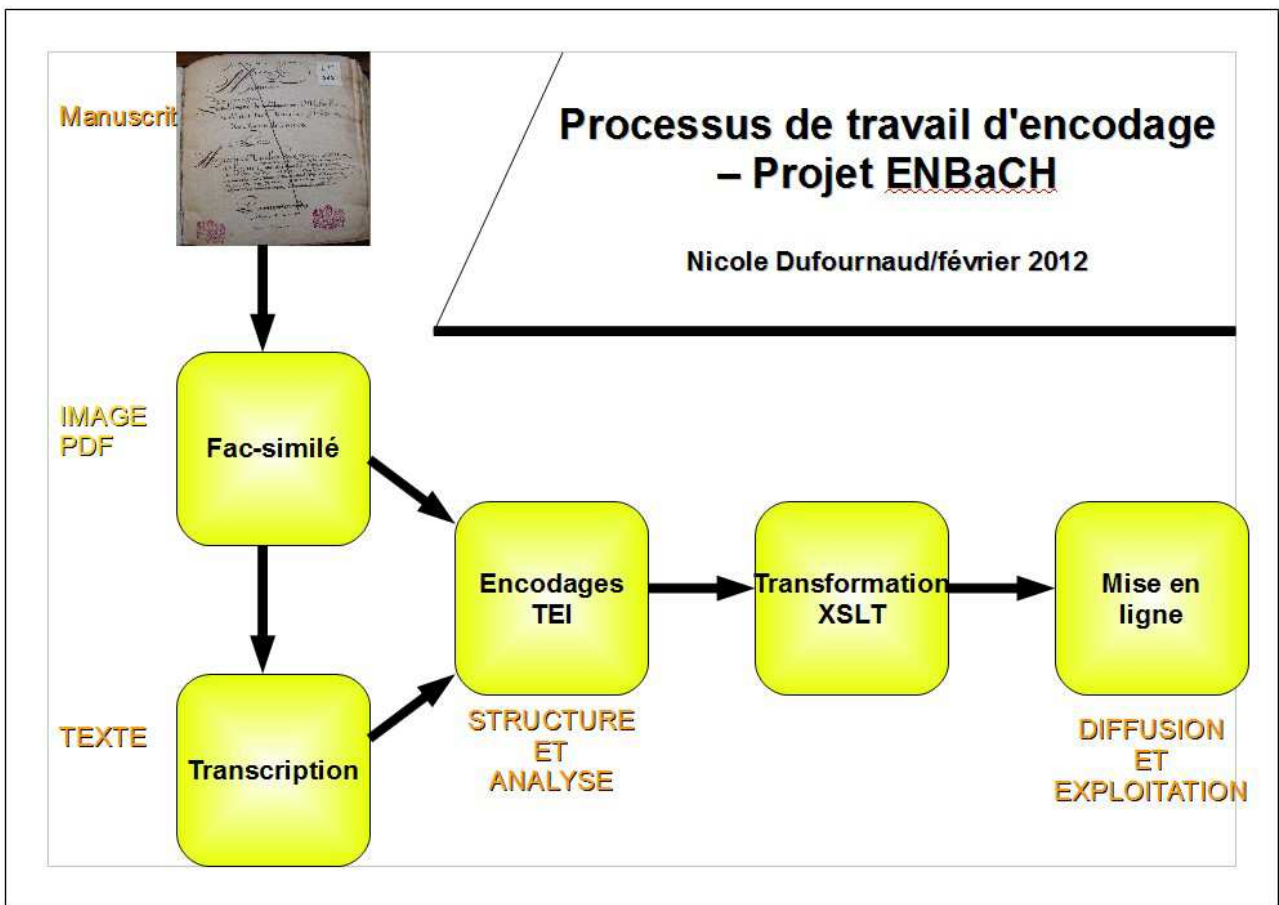 Manuscrit
Processus de travail d'encodage
– Projet ENBaCH
Nicole Dufournaud/février 2012
IMAGE
PDF
Fac-similé
Encodages
TEI
Transformation
XSLT
Mise en
ligne
TEXTE
Transcription
STRUCTURE
ET
ANALYSE
DIFFUSION
ET
EXPLOITATION